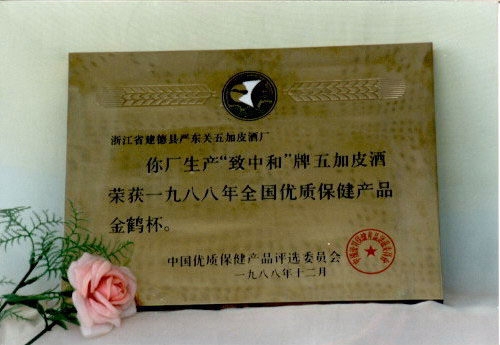 浙江省建德县严东关五加皮酒厂
你厂生产“致中和”牌五加皮酒
荣获一九八八年全国优质保健产品
金鹤杯。
中国优质保健产品评选委员会
一九八八年十二月